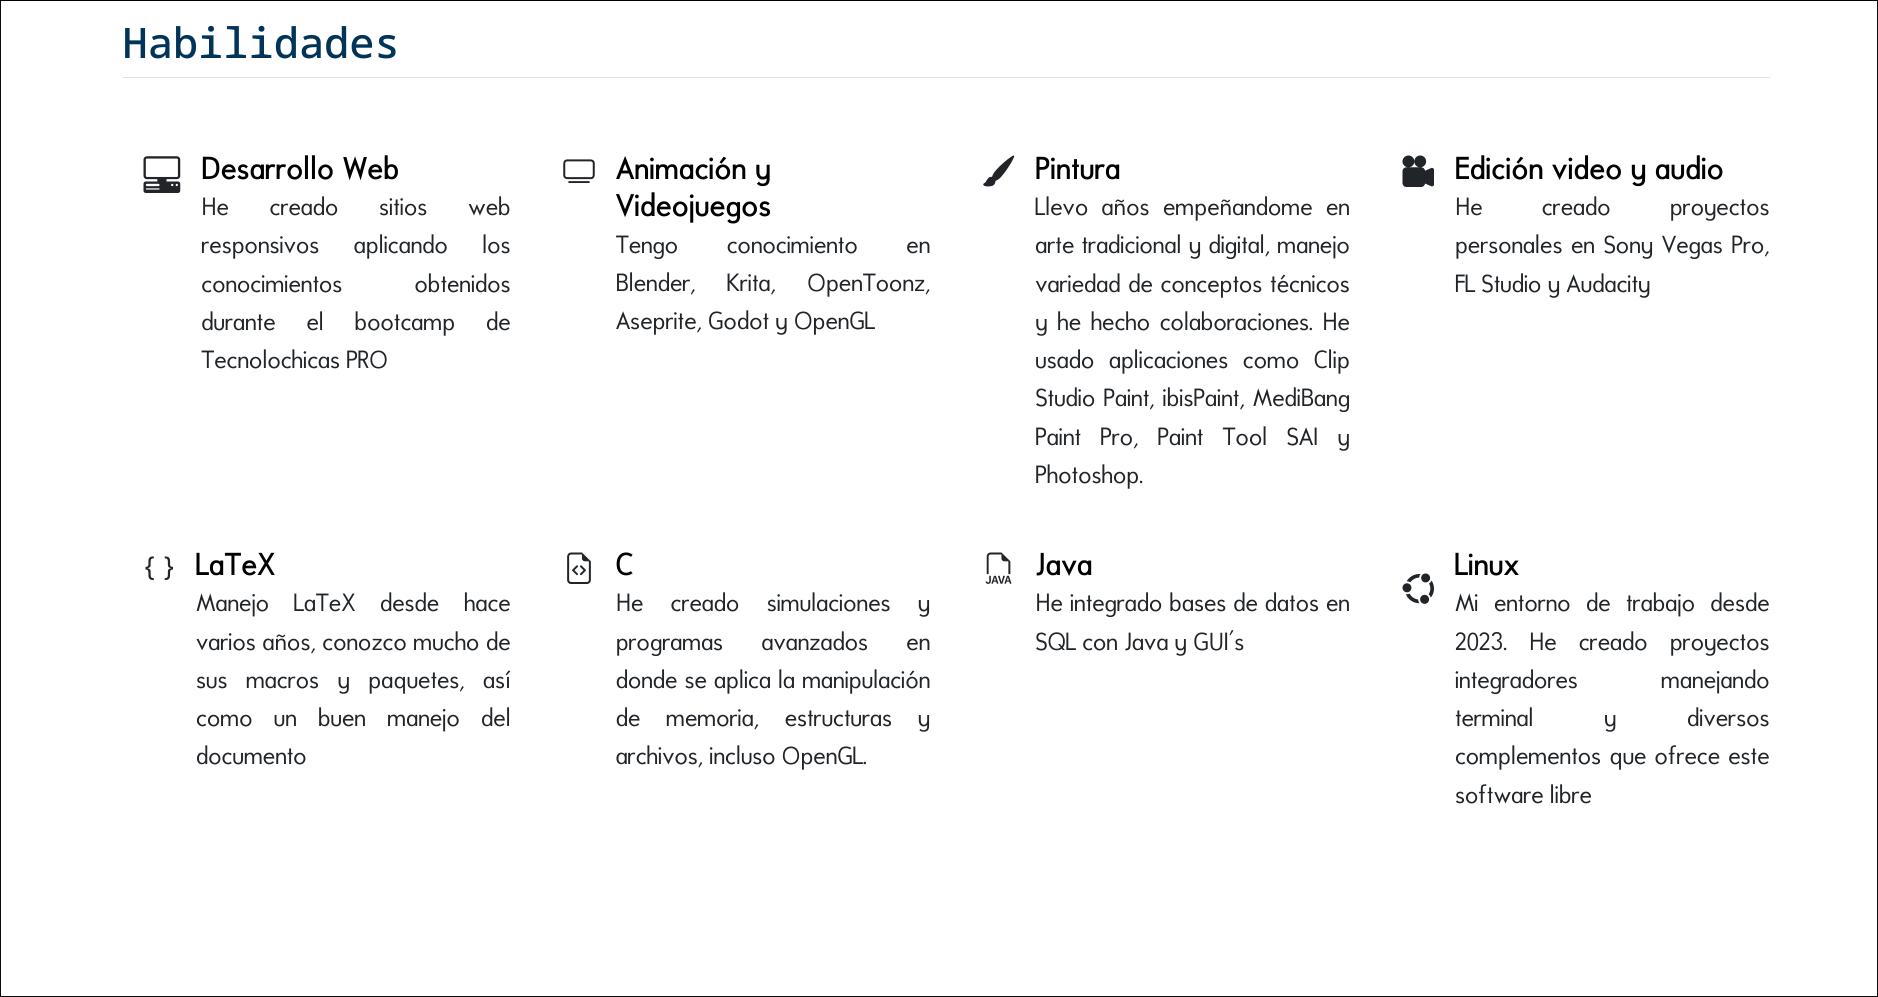 Habilidades
Desarrollo Web
He creado sitios web
responsivos aplicando los
conocimientos obtenidos
durante el bootcamp de
Tecnolochicas PRO
Animación y
Videojuegos
Tengo conocimiento en
Blender, Krita, OpenToonz,
Aseprite, Godot y OpenGL
Pintura
Llevo años empeñandome en
arte tradicional y digital, manejo
variedad de conceptos técnicos
y he hecho colaboraciones. He
usado aplicaciones como Clip
Studio Paint, ibisPaint, MediBang
Paint Pro, Paint Tool SAI y
Photoshop.
Edición video y audio
He creado proyectos
personales en Sony Vegas Pro,
FL Studio y Audacity
{ }
LaTeX
Manejo LaTeX desde hace
varios años, conozco mucho de
sus macros y paquetes, así
como un buen manejo del
documento
C
He creado simulaciones y
programas avanzados en
donde se aplica la manipulación
de memoria, estructuras y
archivos, incluso OpenGL.
JAVA
Java
He integrado bases de datos en
SQL con Java y GUI's
Linux
Mi entorno de trabajo desde
2023. He creado proyectos
integradores manejando
terminal y diversos
complementos que ofrece este
software libre